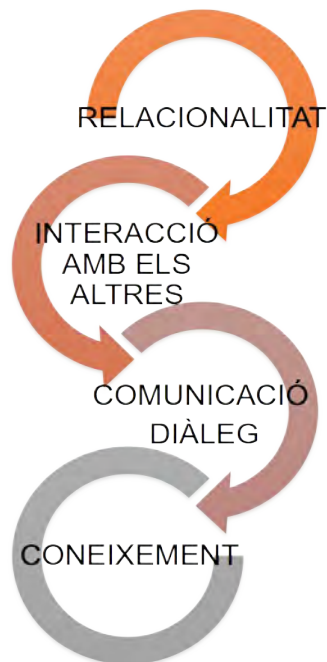 RELACIONALITAT
INTERACCIÓ
AMB ELS
ALTRES
COMUNICACIÓ
DIÀLEG
CONEIXEMENT